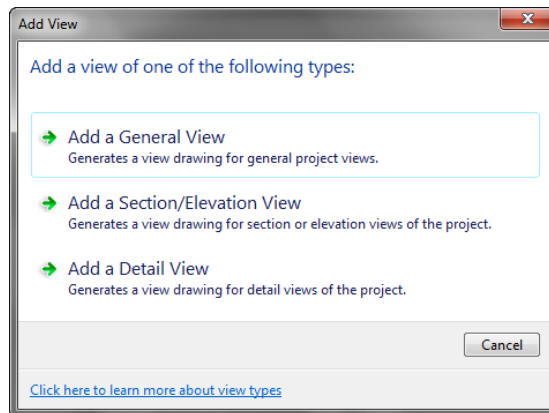 Add View
Add a view of one of the following types:
Add a General View
Generates a view drawing for general project views.
Add a Section/Elevation View
Generates a view drawing for section or elevation views of the project.
Add a Detail View
Generates a view drawing for detail views of the project.
Cancel
Click here to learn more about view types